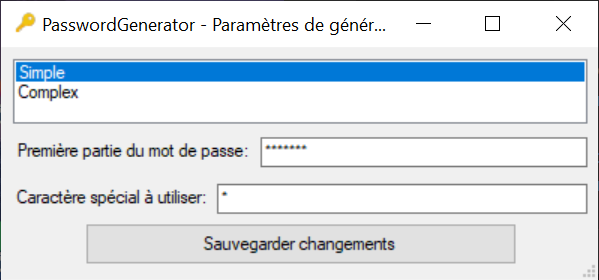 PasswordGenerator - Paramètres de génér...
Simple
Complex
Première partie du mot de passe: *******
Caractère spécial à utiliser: *
Sauvegarder changements